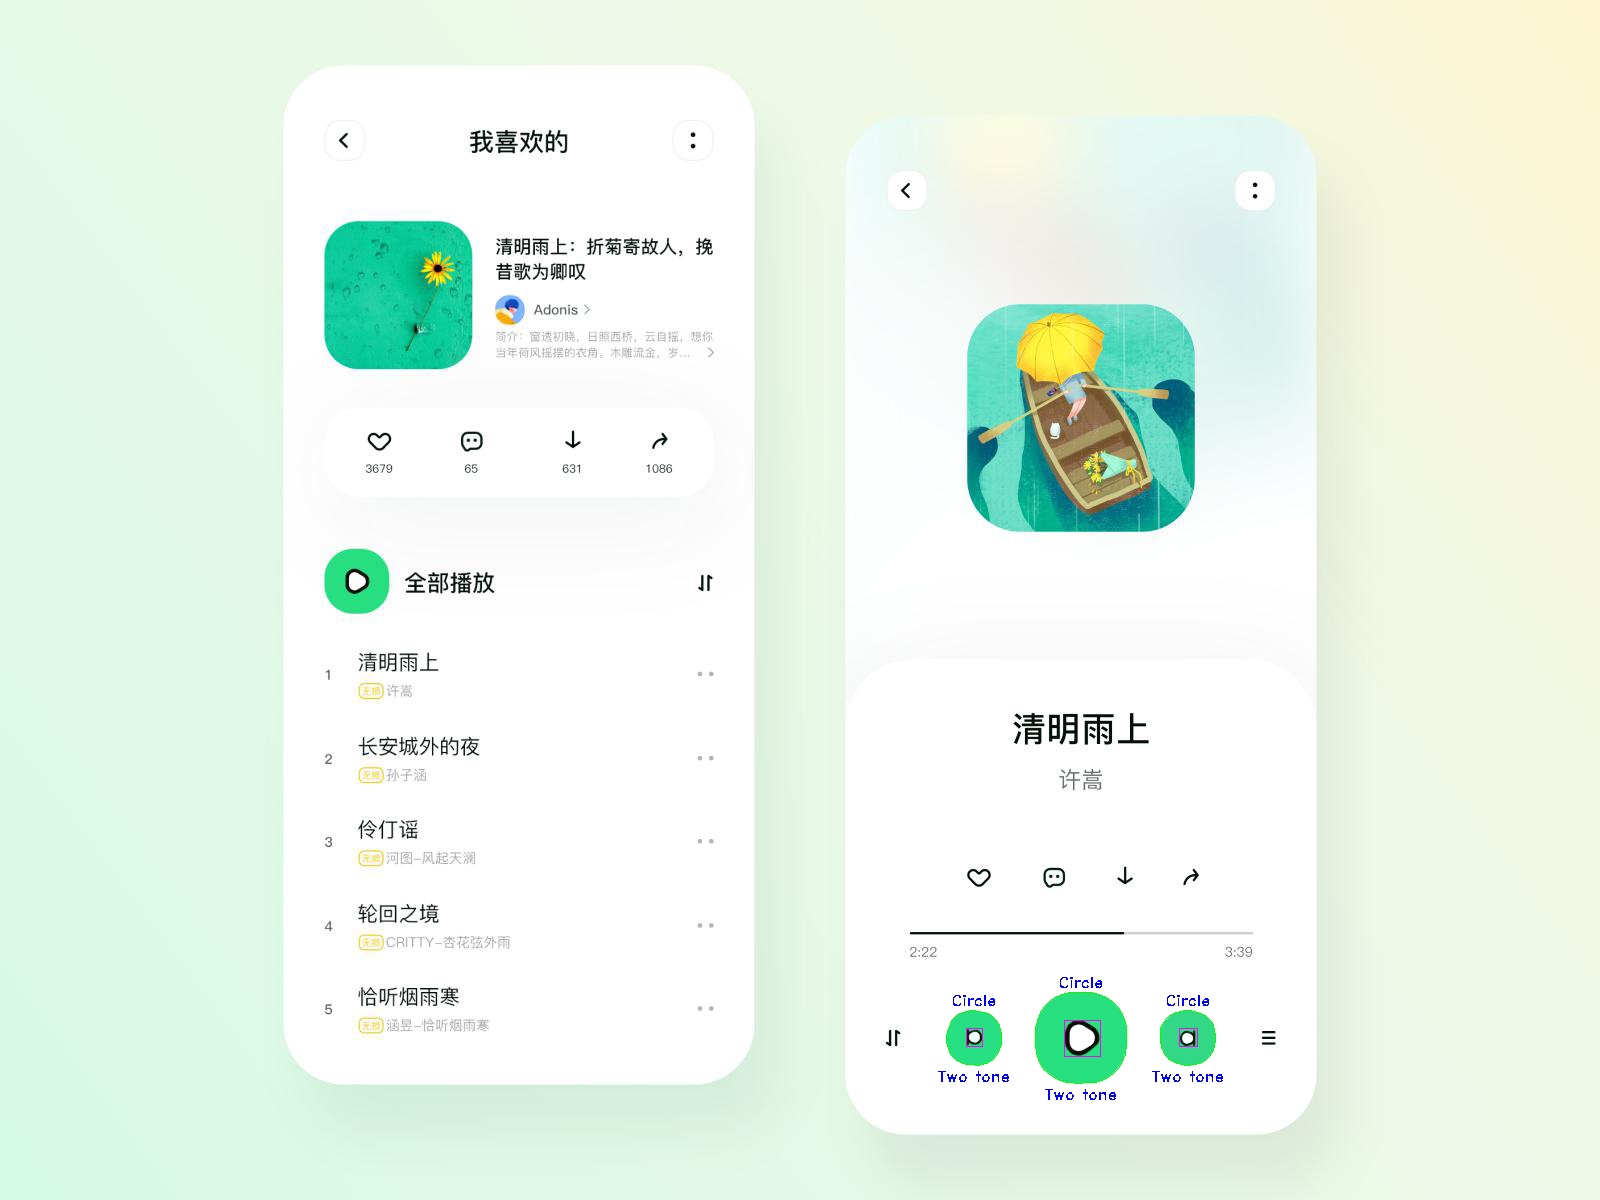 我喜欢的
清明雨上：折菊寄故人，挽
昔歌为卿叹
Adonis
简介：窗透初晓，日照西桥，云自摇，想你
当年荷风摇摆的衣角。木雕流金，岁...
3679 65 631 1086
全部播放
1 清明雨上
无损 许嵩
2 长安城外的夜
无损 孙子涵
3 伶仃谣
无损 河图-风起天澜
4 轮回之境
无损 CRITTY-杏花弦外雨
5 恰听烟雨寒
无损 涵昱-恰听烟雨寒
清明雨上
许嵩
2:22 3:39
Circle Circle Circle
Two tone Two tone Two tone